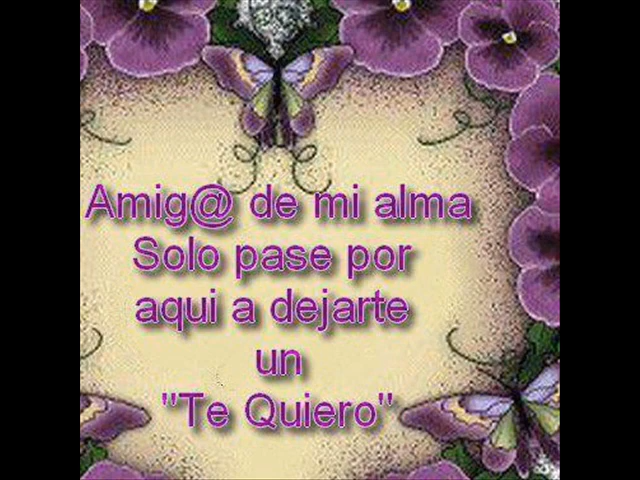 Amig@ de mi alma
Solo pase por
aqui a dejarte
un
"Te Quiero"